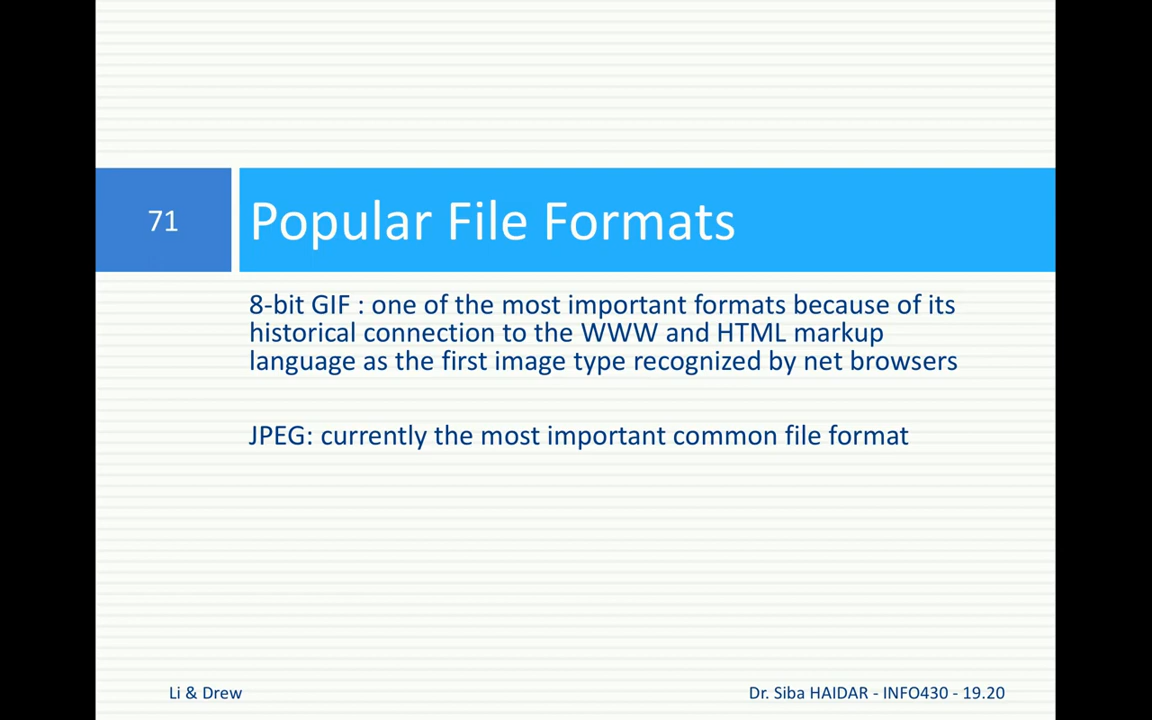 71
Popular File Formats
8-bit GIF : one of the most important formats because of its
historical connection to the WWW and HTML markup
language as the first image type recognized by net browsers
JPEG: currently the most important common file format
Li & Drew
Dr. Siba HAIDAR - INFO430 - 19.20